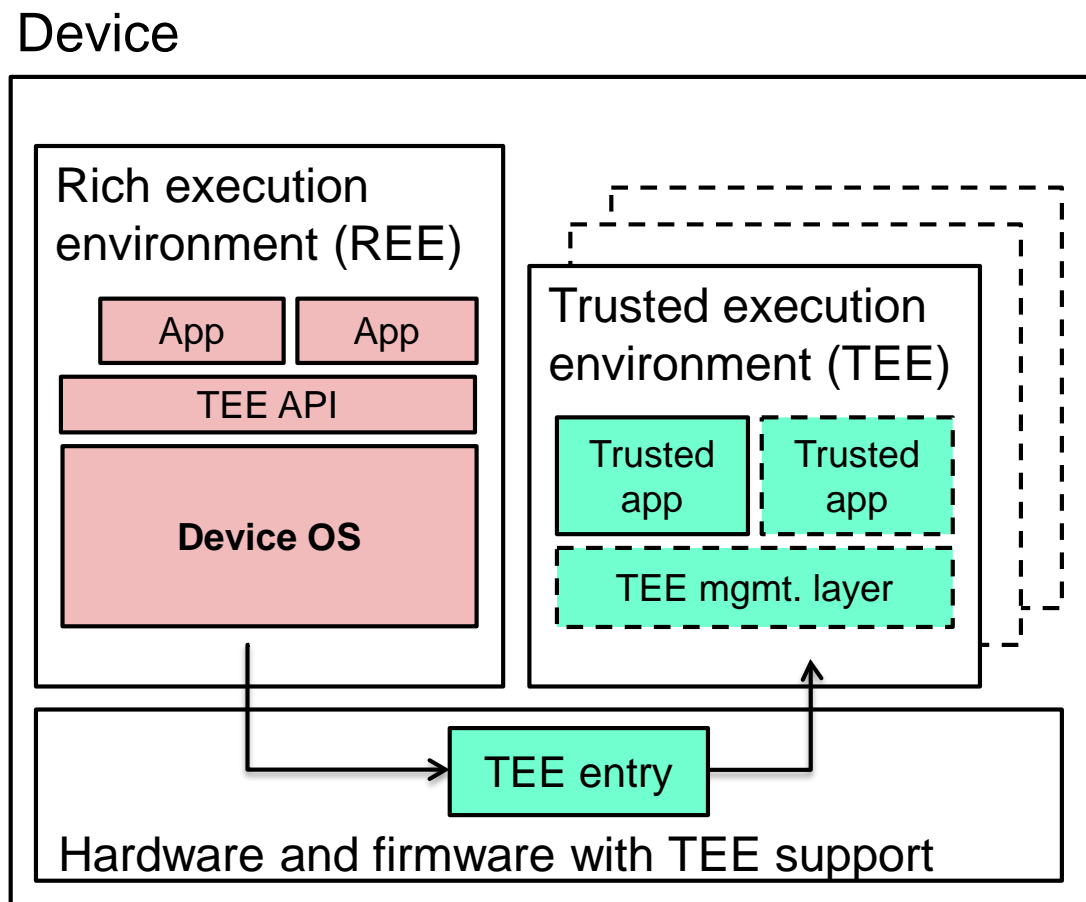 Device
Rich execution
environment (REE)
App
App
TEE API
Device OS
Trusted execution
environment (TEE)
Trusted
app
Trusted
app
TEE mgmt. layer
TEE entry
Hardware and firmware with TEE support